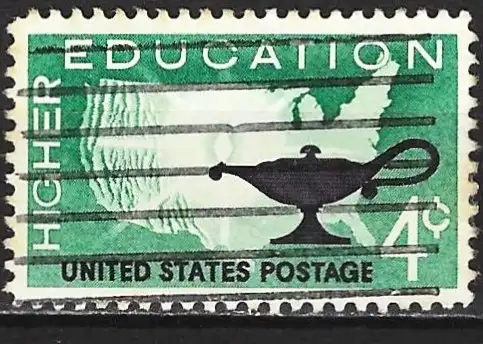 HIGHER
EDUCATION
4¢
UNITED STATES POSTAGE